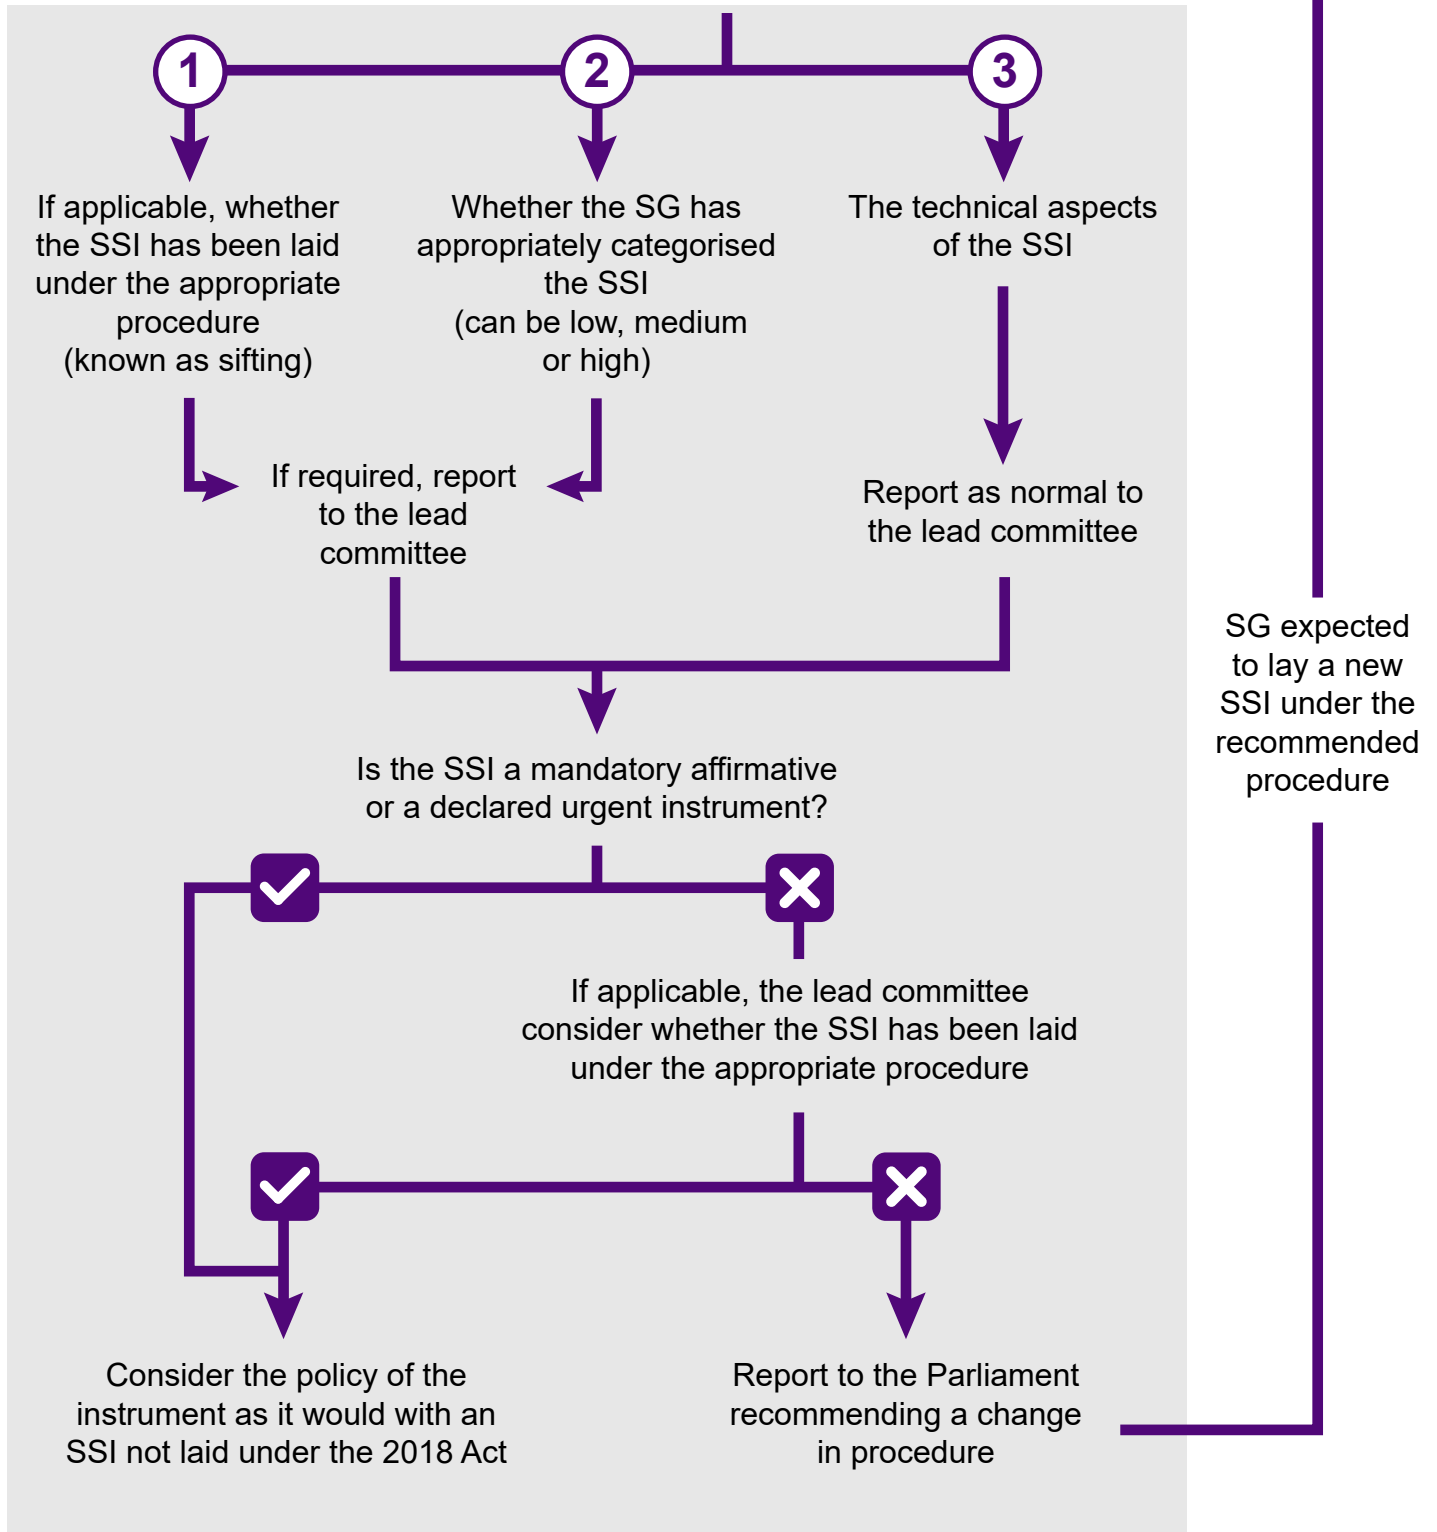 1
2
3
If applicable, whether
the SSI has been laid
under the appropriate
procedure
(known as sifting)
Whether the SG has
appropriately categorised
the SSI
(can be low, medium
or high)
The technical aspects
of the SSI
If required, report
to the lead
committee
Report as normal to
the lead committee
SG expected
to lay a new
SSI under the
recommended
procedure
Is the SSI a mandatory affirmative
or a declared urgent instrument?
If applicable, the lead committee
consider whether the SSI has been laid
under the appropriate procedure
Consider the policy of the
instrument as it would with an
SSI not laid under the 2018 Act
Report to the Parliament
recommending a change
in procedure